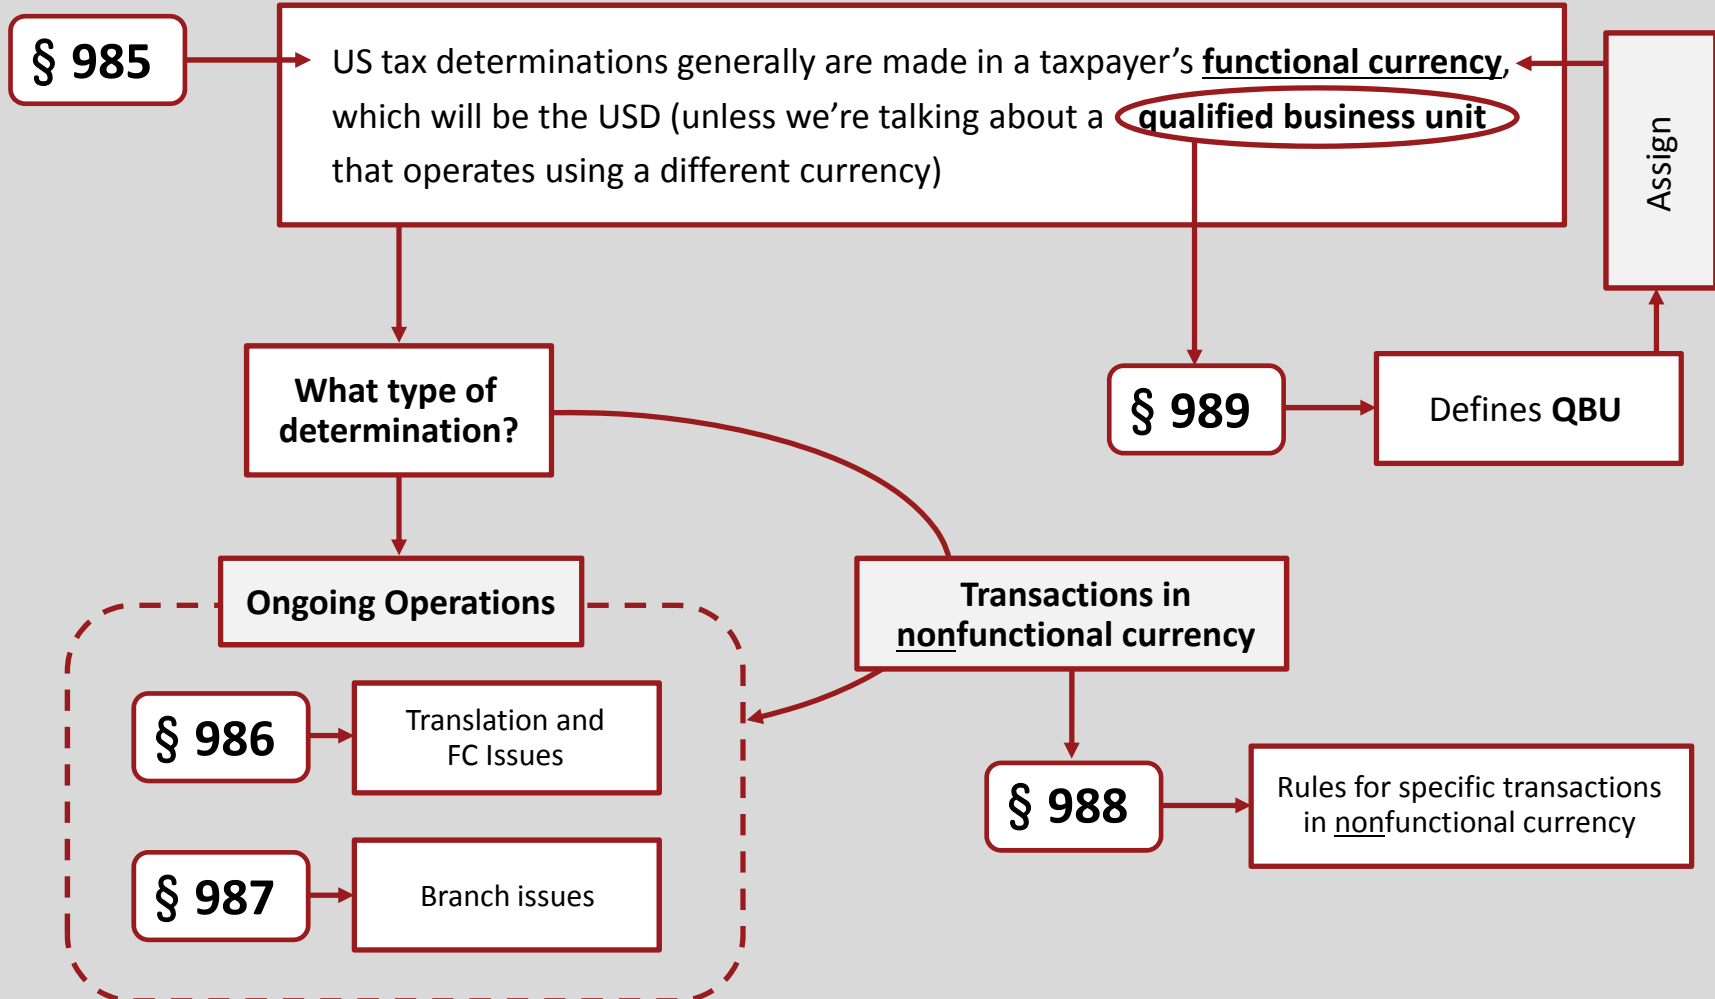 § 985
US tax determinations generally are made in a taxpayer’s functional currency,
which will be the USD (unless we’re talking about a qualified business unit
that operates using a different currency)
Assign
What type of
determination?
§ 989
Defines QBU
Ongoing Operations
Transactions in
nonfunctional currency
§ 986
Translation and
FC Issues
§ 988
Rules for specific transactions
in nonfunctional currency
§ 987
Branch issues